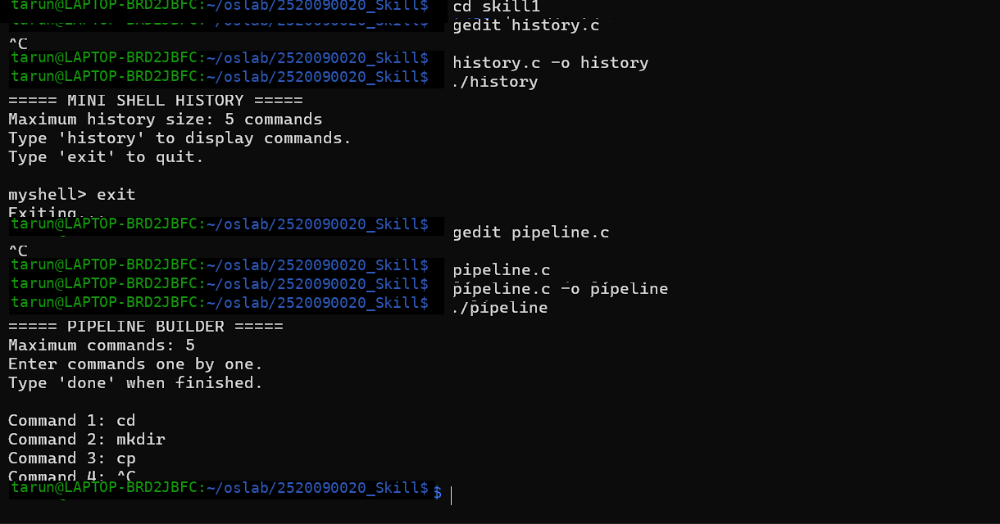 tarun@LAPTOP-BRD2JBFC:~/oslab/2520090020_Skill$ cd skill1
tarun@LAPTOP-BRD2JBFC:~/oslab/2520090020_Skill$ gedit history.c
^C
tarun@LAPTOP-BRD2JBFC:~/oslab/2520090020_Skill$ history.c -o history
tarun@LAPTOP-BRD2JBFC:~/oslab/2520090020_Skill$ ./history
===== MINI SHELL HISTORY =====
Maximum history size: 5 commands
Type 'history' to display commands.
Type 'exit' to quit.
myshell> exit
Exiting...
tarun@LAPTOP-BRD2JBFC:~/oslab/2520090020_Skill$ gedit pipeline.c
^C
tarun@LAPTOP-BRD2JBFC:~/oslab/2520090020_Skill$ pipeline.c
tarun@LAPTOP-BRD2JBFC:~/oslab/2520090020_Skill$ pipeline.c -o pipeline
tarun@LAPTOP-BRD2JBFC:~/oslab/2520090020_Skill$ ./pipeline
===== PIPELINE BUILDER =====
Maximum commands: 5
Enter commands one by one.
Type 'done' when finished.
Command 1: cd
Command 2: mkdir
Command 3: cp
Command 4: ^C
tarun@LAPTOP-BRD2JBFC:~/oslab/2520090020_Skill$ $